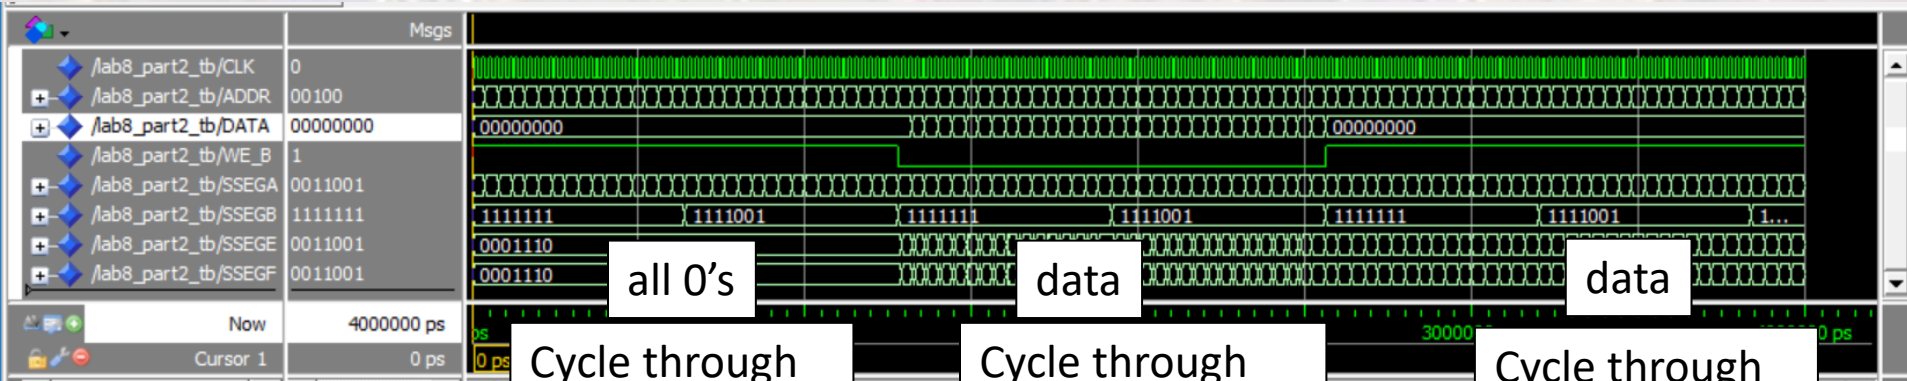 Msgs
/lab8_part2_tb/CLK 0
/lab8_part2_tb/ADDR 00100
/lab8_part2_tb/DATA 00000000 00000000 00000000
/lab8_part2_tb/WE_B 1
/lab8_part2_tb/SSEGA 0011001
/lab8_part2_tb/SSEGB 1111111 1111111 1111001 1111111 1111001 1111111 1111001 1...
/lab8_part2_tb/SSEGE 0011001 0001110
/lab8_part2_tb/SSEGF 0011001 0001110
all 0's data data
Now 4000000 ps
Cursor 1 0 ps 0 ps
Cycle through Cycle through Cycle through